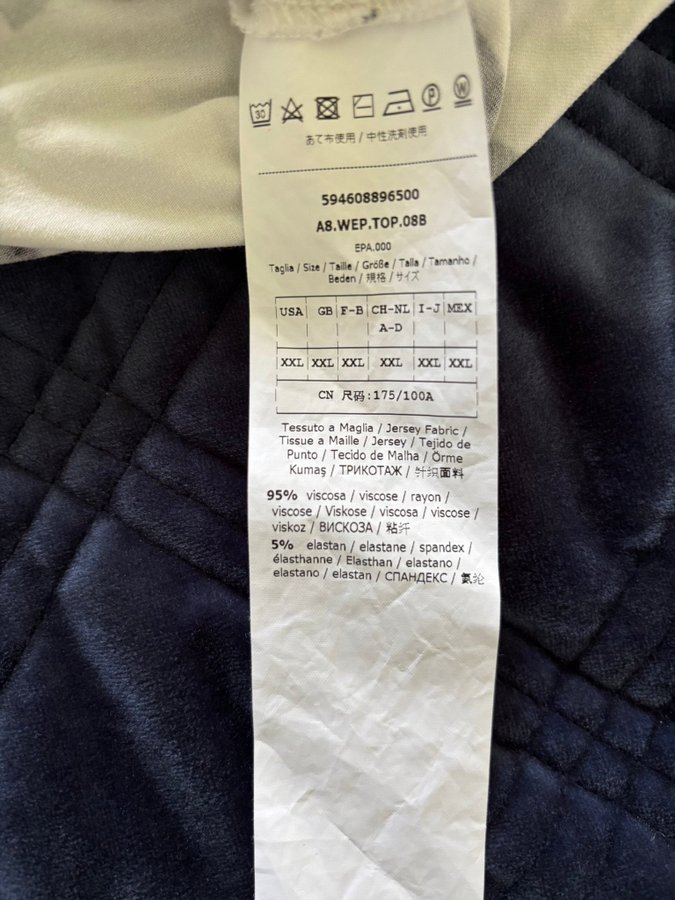 30
P
W
あて布使用 / 中性洗剤使用
594608896500
A8.WEP.TOP.08B
EPA.000
Taglia / Size / Taille / Größe / Talla / Tamanho /
Beden / 規格 / サイズ
USA GB F-B CH-NL I-J MEX
A-D
XXL XXL XXL XXL XXL XXL
CN 尺码:175/100A
Tessuto a Maglia / Jersey Fabric /
Tissue a Maille / Jersey / Tejido de
Punto / Tecido de Malha / Örme
Kumaş / ТРИКОТАЖ / 针织面料
95% viscosa / viscose / rayon /
viscose / Viskose / viscosa / viscose /
viskoz / ВИСКОЗА / 粘纤
5% elastan / elastane / spandex /
élasthanne / Elasthan / elastano /
elastano / elastan / СПАНДЕКС / 氨纶